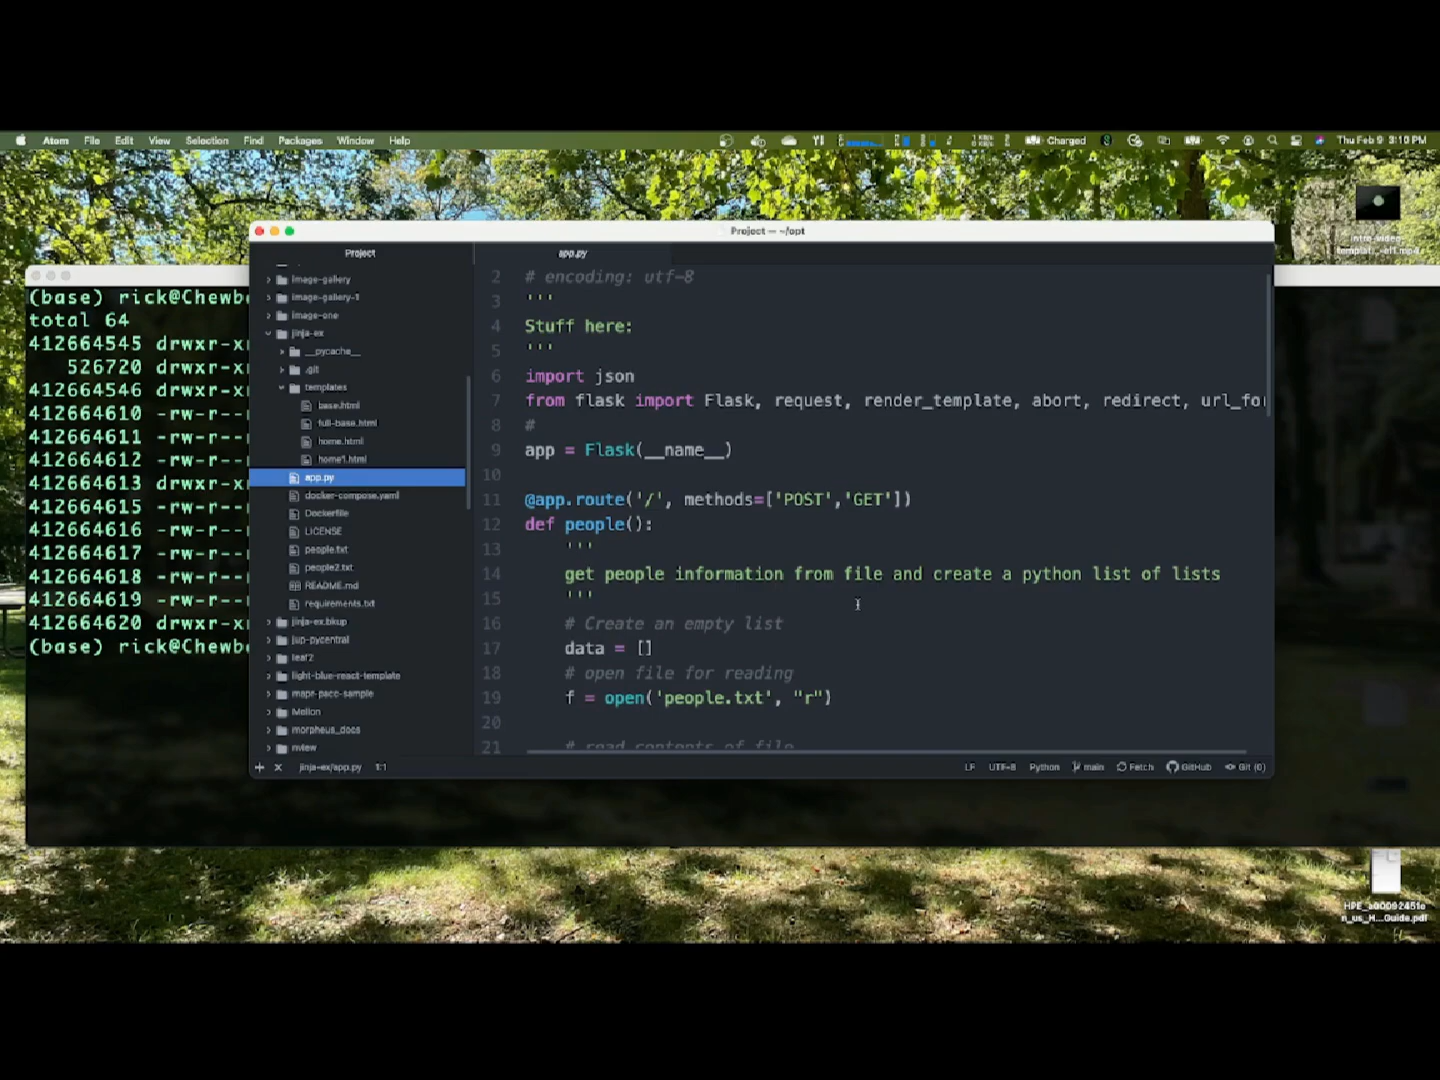 Atom File Edit View Selection Find Packages Window Help
Charged
Thu Feb 9 3:10 PM
Project — ~/opt
Project
app.py
(base) rick@Chewb
total 64
412664545 drwxr-x
526720 drwxr-x
412664546 drwxr-x
412664610 -rw-r--
412664611 -rw-r--
412664612 -rw-r--
412664613 drwxr-x
412664615 -rw-r--
412664616 -rw-r--
412664617 -rw-r--
412664618 -rw-r--
412664619 -rw-r--
412664620 drwxr-x
(base) rick@Chewb
image-gallery
image-gallery-1
image-one
jinja-ex
__pycache__
.git
templates
base.html
full-base.html
home.html
home1.html
app.py
docker-compose.yaml
Dockerfile
LICENSE
people.txt
people2.txt
README.md
requirements.txt
jinja-ex.bkup
jup-pycentral
leaf2
light-blue-react-template
mapr-pacc-sample
Mellon
morpheus_docs
nview
2 # encoding: utf-8
3 '''
4 Stuff here:
5 '''
6 import json
7 from flask import Flask, request, render_template, abort, redirect, url_fo
8 #
9 app = Flask(__name__)
10
11 @app.route('/', methods=['POST','GET'])
12 def people():
13 '''
14 get people information from file and create a python list of lists
15 '''
16 # Create an empty list
17 data = []
18 # open file for reading
19 f = open('people.txt', "r")
20
21 # read contents of file
jinja-ex/app.py 1:1
LF UTF-8 Python main Fetch GitHub Git (0)
intro-video-
n_us_H...Guide.pdf